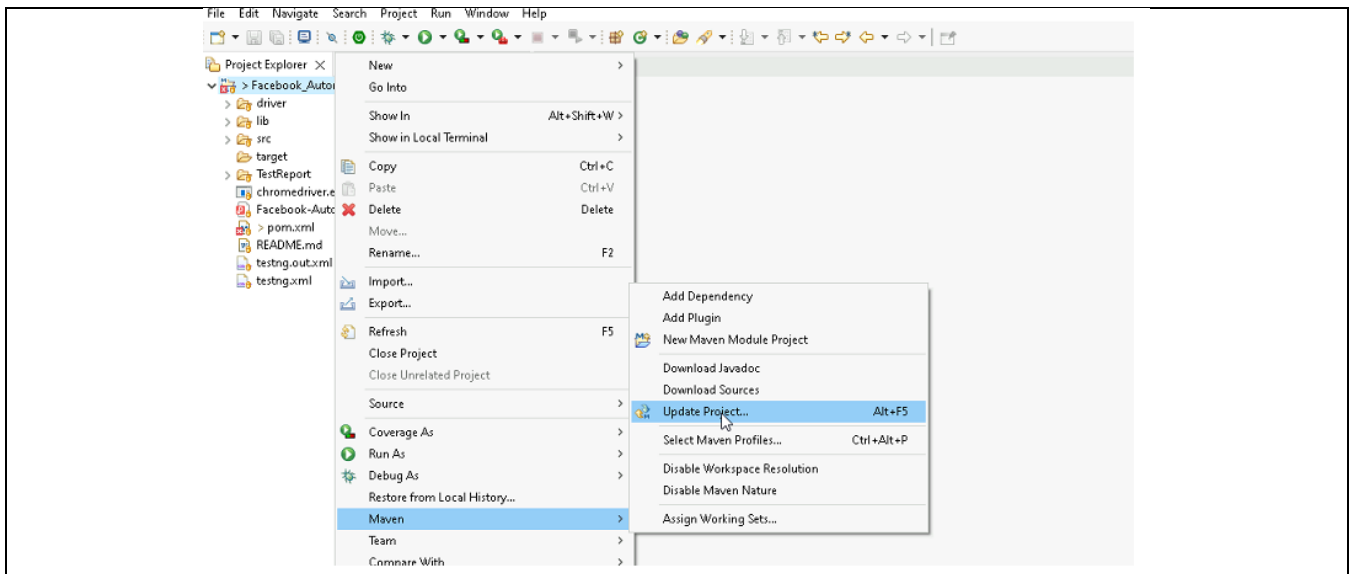 File Edit Navigate Search Project Run Window Help
Project Explorer
> Facebook_Auto
driver
lib
src
target
TestReport
chromedriver.e
Facebook-Auto
> pom.xml
README.md
testng.out.xml
testng.xml
New
Go Into
Show In Alt+Shift+W >
Show in Local Terminal
Copy Ctrl+C
Paste Ctrl+V
Delete Delete
Move...
Rename... F2
Import...
Export...
Refresh F5
Close Project
Close Unrelated Project
Source
Coverage As
Run As
Debug As
Restore from Local History...
Maven
Team
Compare With
Add Dependency
Add Plugin
New Maven Module Project
Download Javadoc
Download Sources
Update Project... Alt+F5
Select Maven Profiles... Ctrl+Alt+P
Disable Workspace Resolution
Disable Maven Nature
Assign Working Sets...